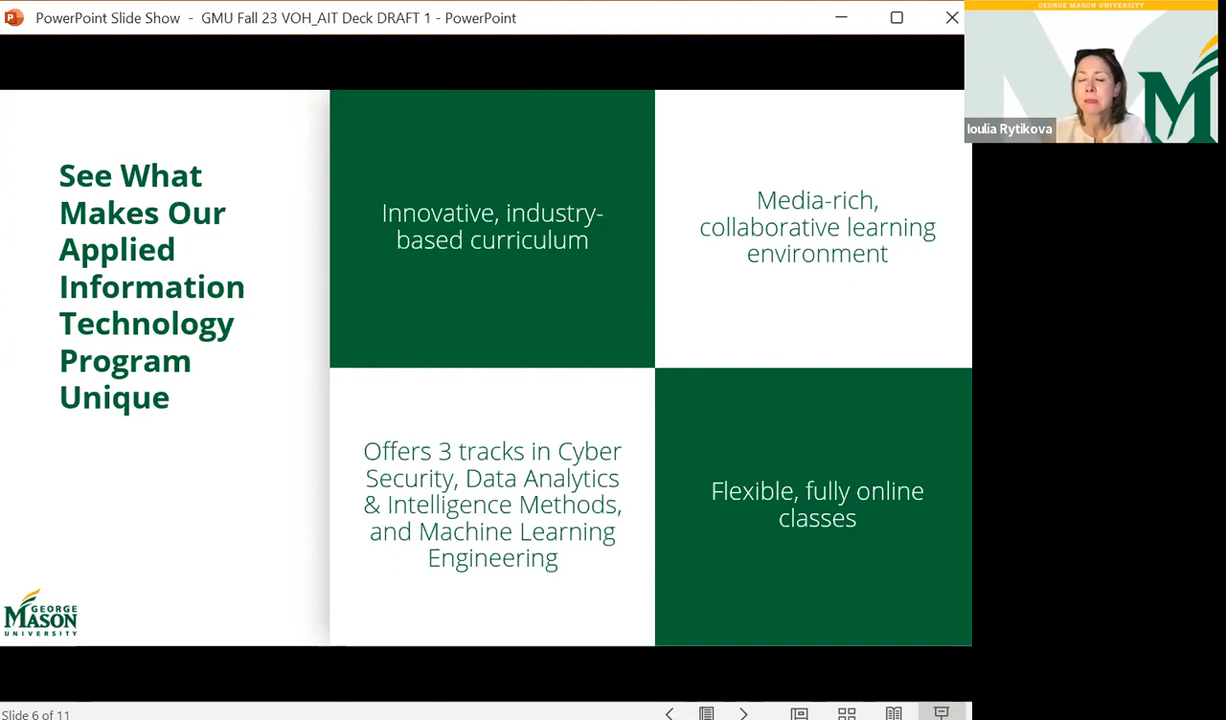 PowerPoint Slide Show - GMU Fall 23 VOH_AIT Deck DRAFT 1 - PowerPoint
GEORGE MASON UNIVERSITY
M
Ioulia Rytikova
See What
Makes Our
Applied
Information
Technology
Program
Unique
Innovative, industry-
based curriculum
Media-rich,
collaborative learning
environment
Offers 3 tracks in Cyber
Security, Data Analytics
& Intelligence Methods,
and Machine Learning
Engineering
Flexible, fully online
classes
GEORGE
MASON
UNIVERSITY
Slide 6 of 11